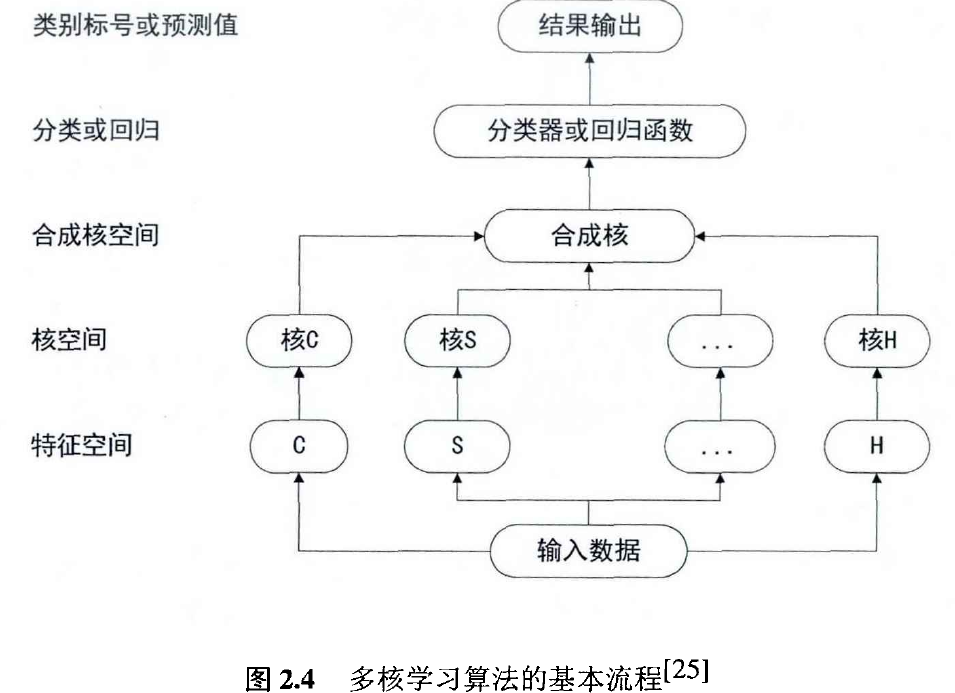 类别标号或预测值 结果输出
分类或回归 分类器或回归函数
合成核空间 合成核
核空间 核C 核S ... 核H
特征空间 C S ... H
输入数据
图 2.4 多核学习算法的基本流程[25]